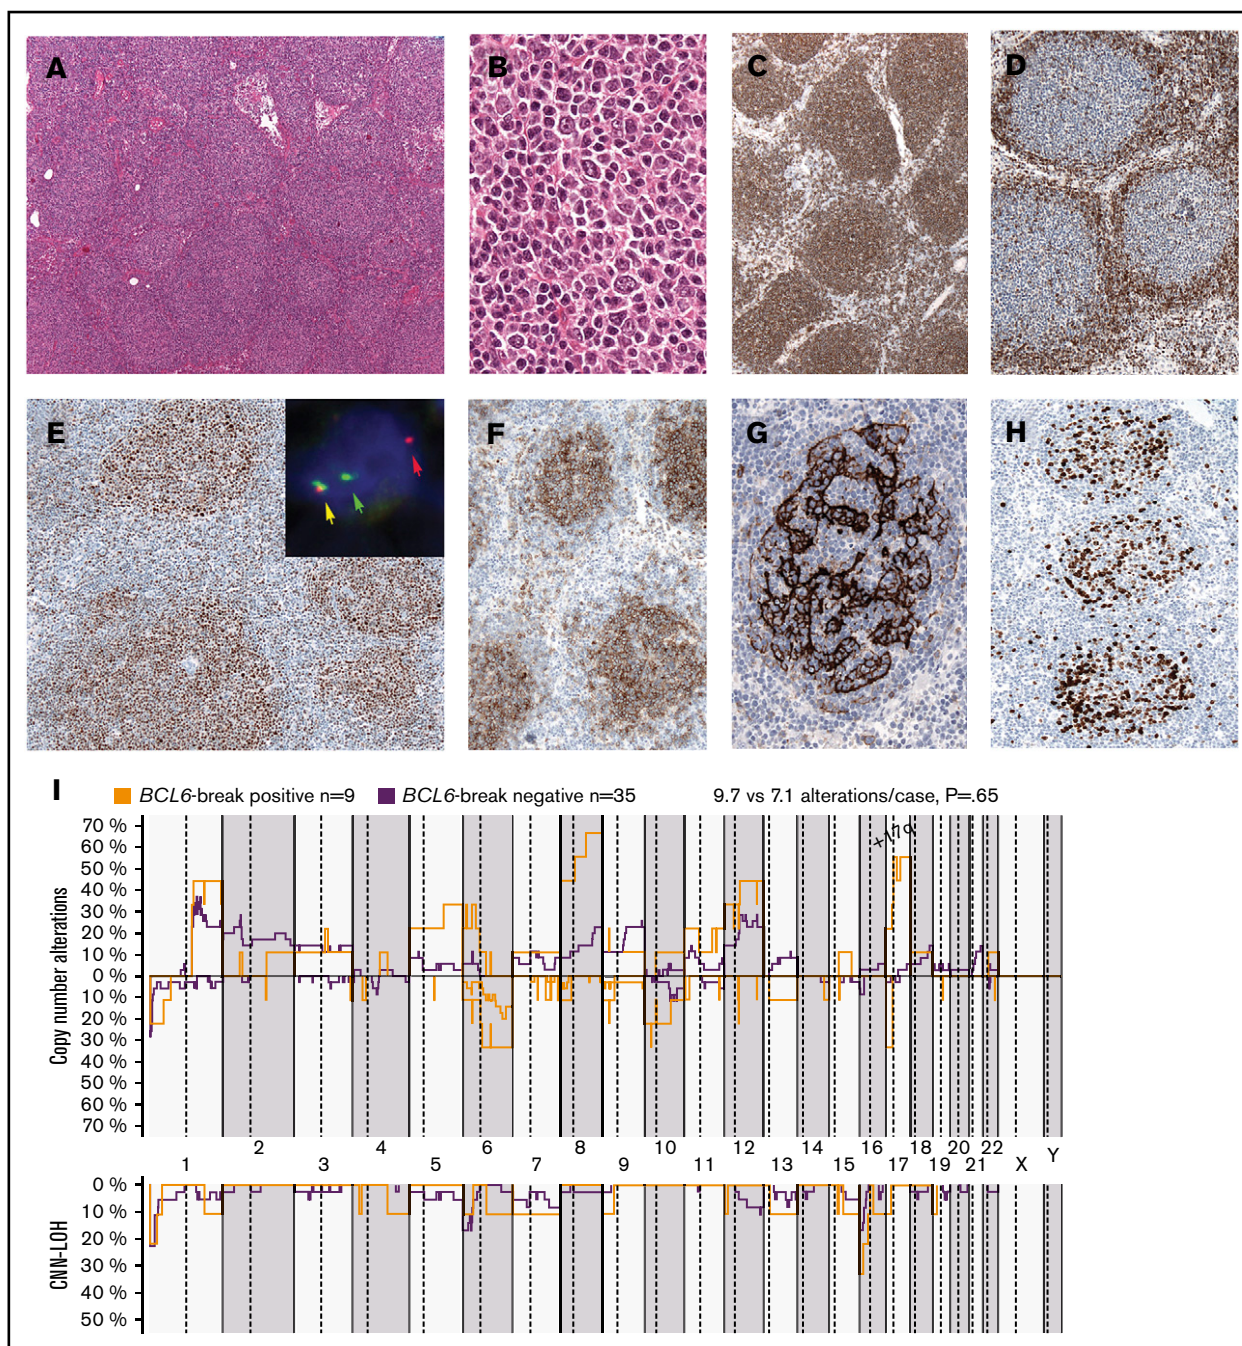 A
B
C
D
E
F
G
H
I
BCL6-break positive n=9
BCL6-break negative n=35
9.7 vs 7.1 alterations/case, P=.65
+17q
Copy number alterations
70 %
60 %
50 %
40 %
30 %
20 %
10 %
0 %
10 %
20 %
30 %
40 %
50 %
60 %
70 %
2 4 6 8 10 12 14 16 18 20 22 Y
1 3 5 7 9 11 13 15 17 19 21 X
CNN-LOH
0 %
10 %
20 %
30 %
40 %
50 %